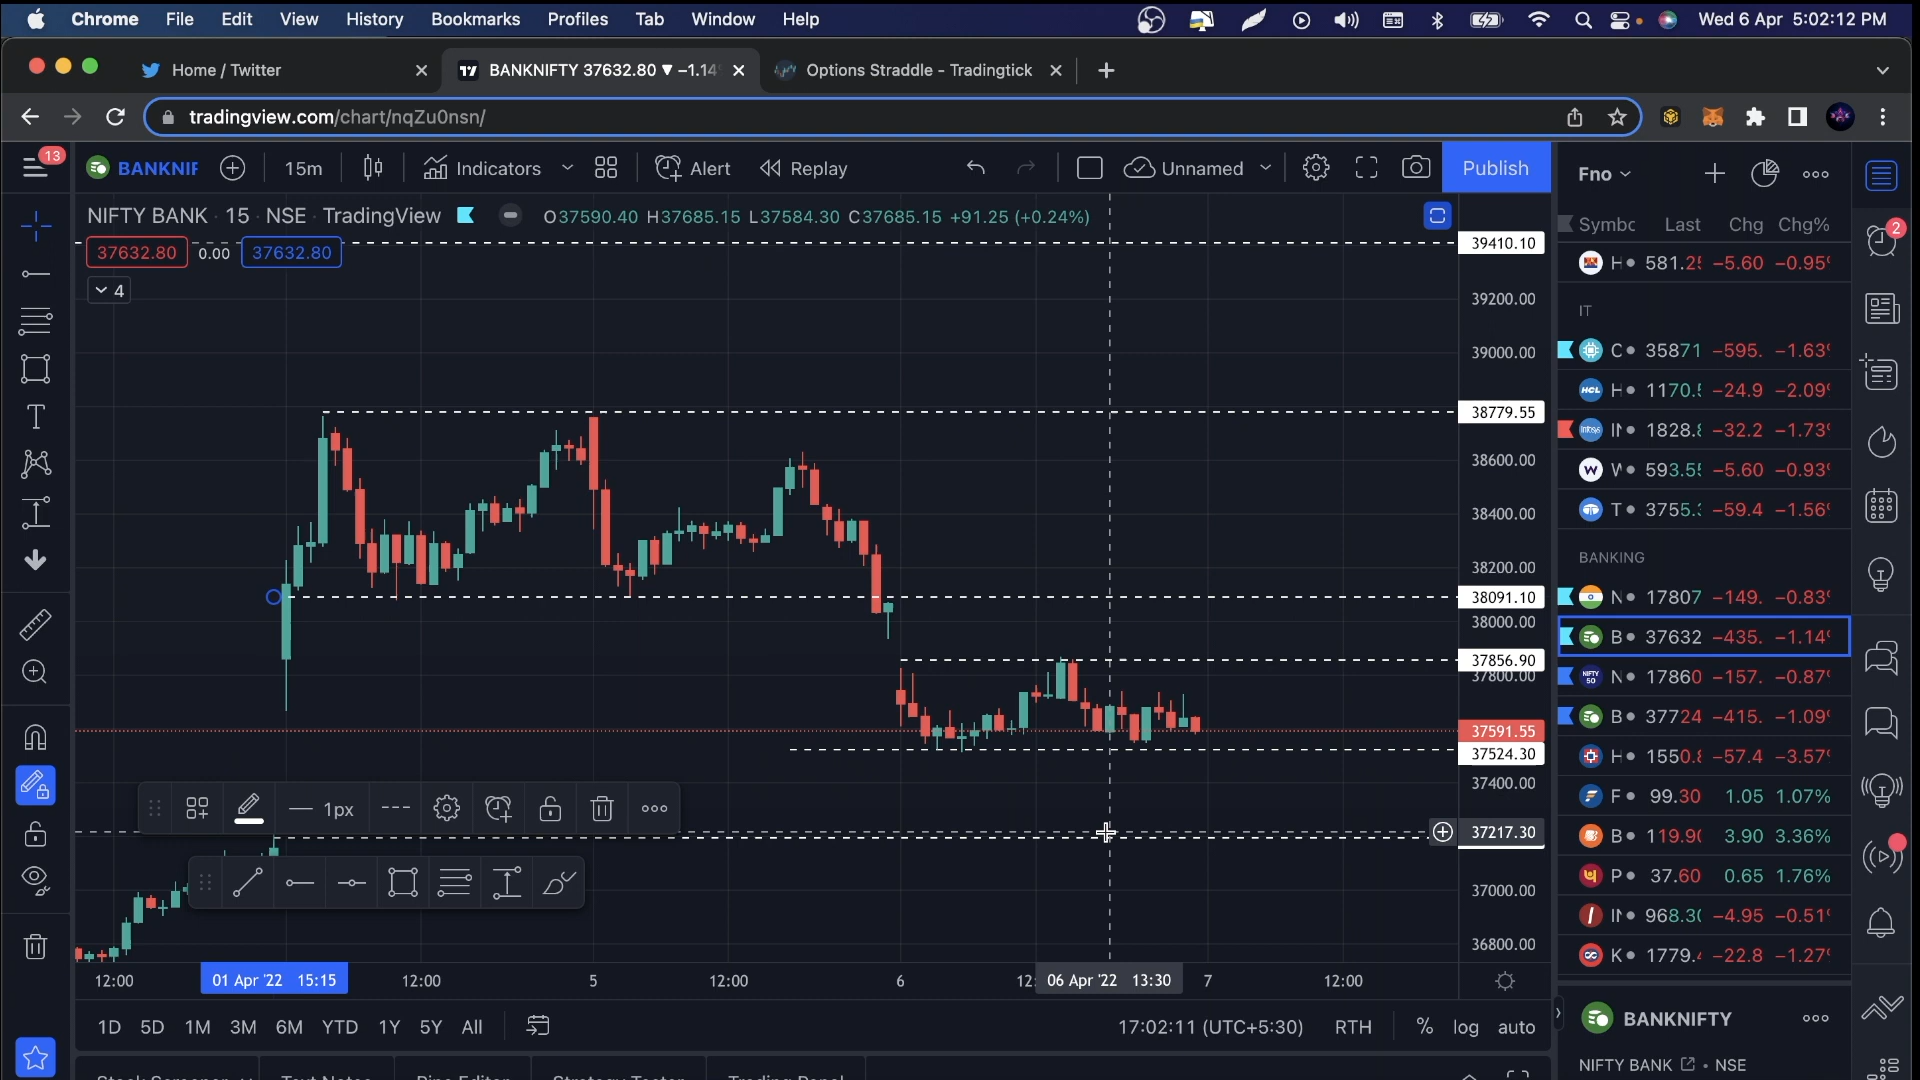 Chrome File Edit View History Bookmarks Profiles Tab Window Help Wed 6 Apr 5:02:12 PM
Home / Twitter BANKNIFTY 37632.80 ▼ −1.14 Options Straddle - Tradingtick
tradingview.com/chart/nqZu0nsn/
13 BANKNIF 15m Indicators Alert Replay Unnamed Publish
NIFTY BANK · 15 · NSE · TradingView O37590.40 H37685.15 L37584.30 C37685.15 +91.25 (+0.24%)
37632.80 0.00 37632.80
4
39410.10
39200.00
39000.00
38779.55
38600.00
38400.00
38200.00
38091.10
38000.00
37856.90
37800.00
37591.55
37524.30
37400.00
37217.30
37000.00
36800.00
1px
12:00 01 Apr '22 15:15 12:00 5 12:00 6 12: 06 Apr '22 13:30 7 12:00
1D 5D 1M 3M 6M YTD 1Y 5Y All 17:02:11 (UTC+5:30) RTH % log auto
Fno
Symbc Last Chg Chg%
2
H 581.25 −5.60 −0.95
IT
C 35871 −595. −1.63
H 1170.5 −24.9 −2.09
1828.8 −32.2 −1.73
W 593.55 −5.60 −0.93
T 3755.3 −59.4 −1.56
BANKING
N 17807 −149. −0.83
B 37632 −435. −1.14
N 17860 −157. −0.87
B 37724 −415. −1.09
H 1550.8 −57.4 −3.57
F 99.30 1.05 1.07%
B 119.90 3.90 3.36%
P 37.60 0.65 1.76%
968.30 −4.95 −0.51
K 1779.4 −22.8 −1.27
BANKNIFTY
NIFTY BANK NSE